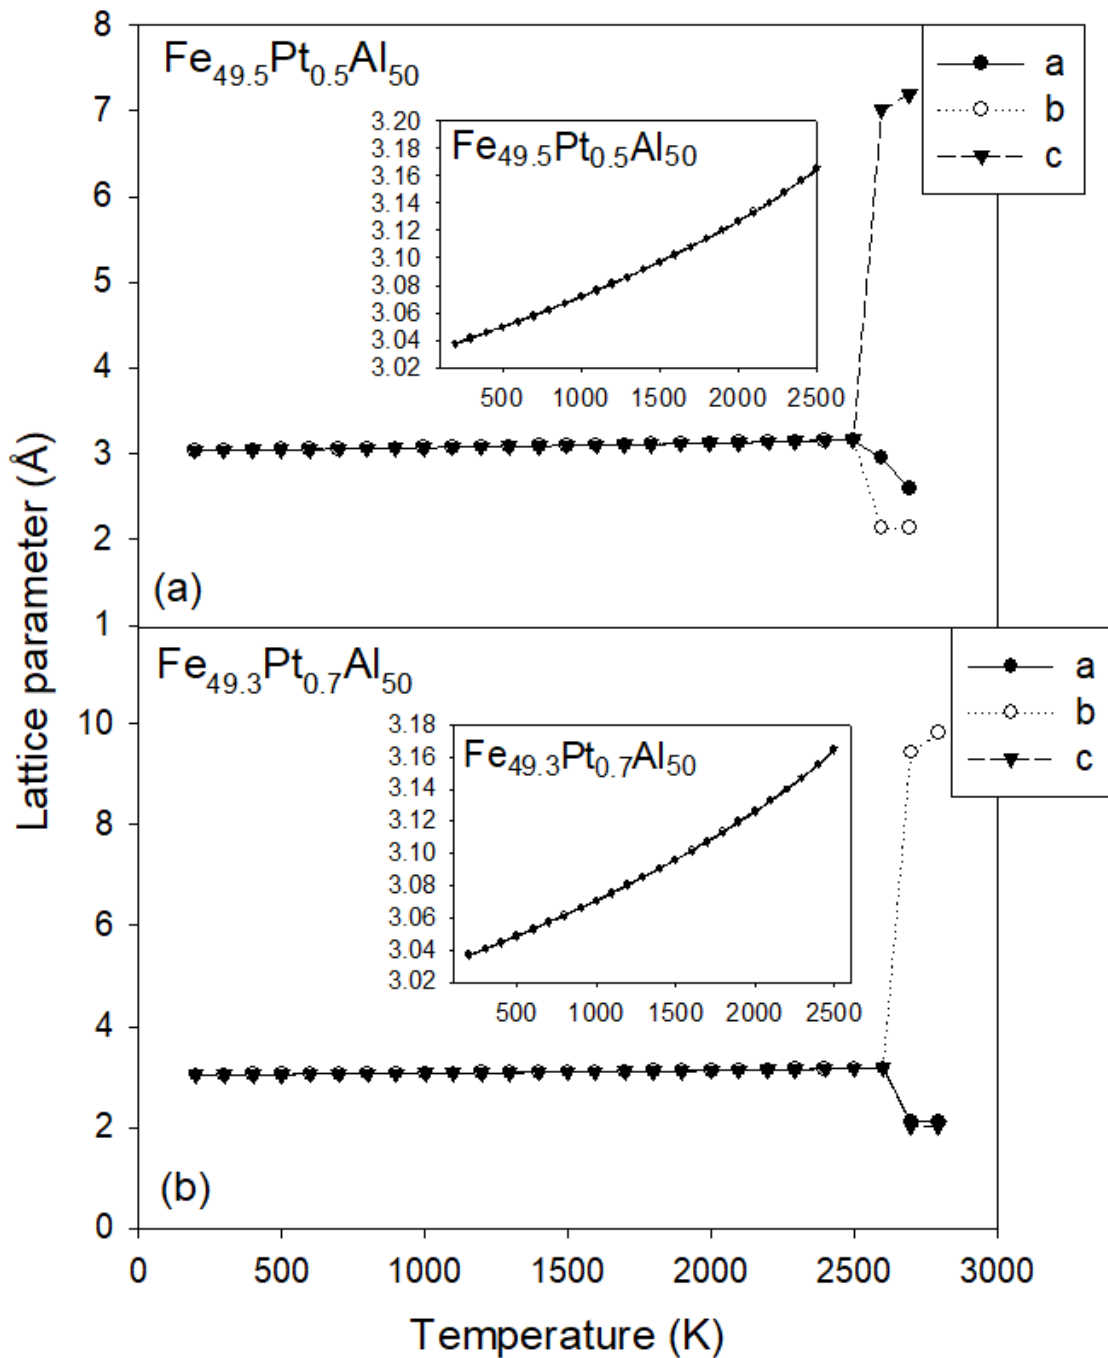 Lattice parameter (Å)
8
7
6
5
4
3
2
1
Fe49.5Pt0.5Al50
a
b
c
3.20
3.18
3.16
3.14
3.12
3.10
3.08
3.06
3.04
3.02
Fe49.5Pt0.5Al50
500 1000 1500 2000 2500
(a)
10
8
6
4
2
0
Fe49.3Pt0.7Al50
a
b
c
3.18
3.16
3.14
3.12
3.10
3.08
3.06
3.04
3.02
Fe49.3Pt0.7Al50
500 1000 1500 2000 2500
(b)
0 500 1000 1500 2000 2500 3000
Temperature (K)